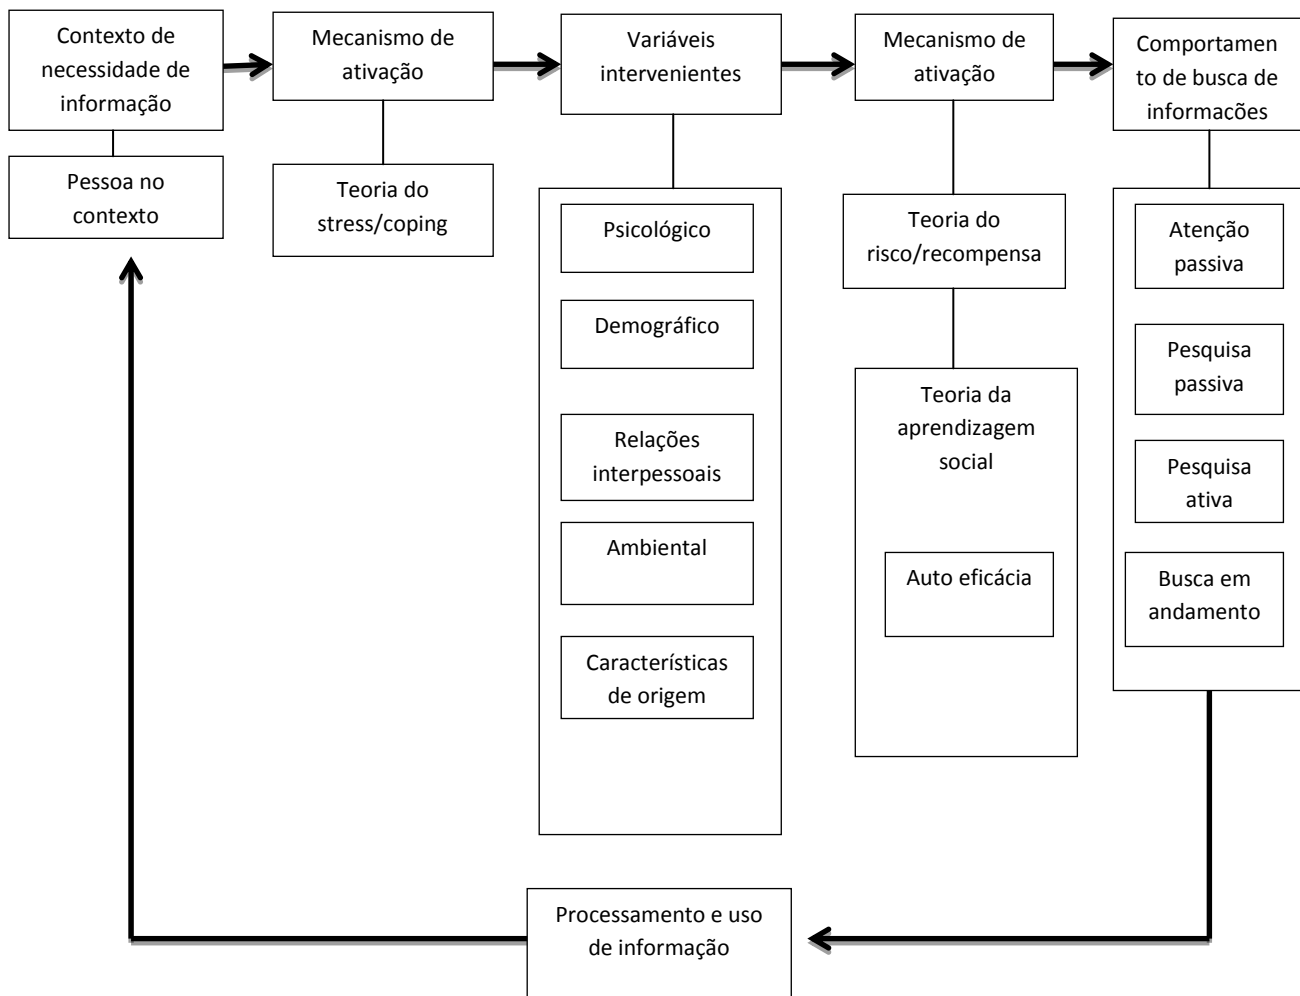 Contexto de
necessidade de
informação
Mecanismo de
ativação
Variáveis
intervenientes
Mecanismo de
ativação
Comportamen
to de busca de
informacões
Pessoa no
contexto
Teoria do
stress/coping
Psicológico
Demográfico
Relações
interpessoais
Ambiental
Características
de origem
Teoria do
risco/recompensa
Teoria da
aprendizagem
social
Auto eficácia
Atenção
passiva
Pesquisa
passiva
Pesquisa
ativa
Busca em
andamento
Processamento e uso
de informação